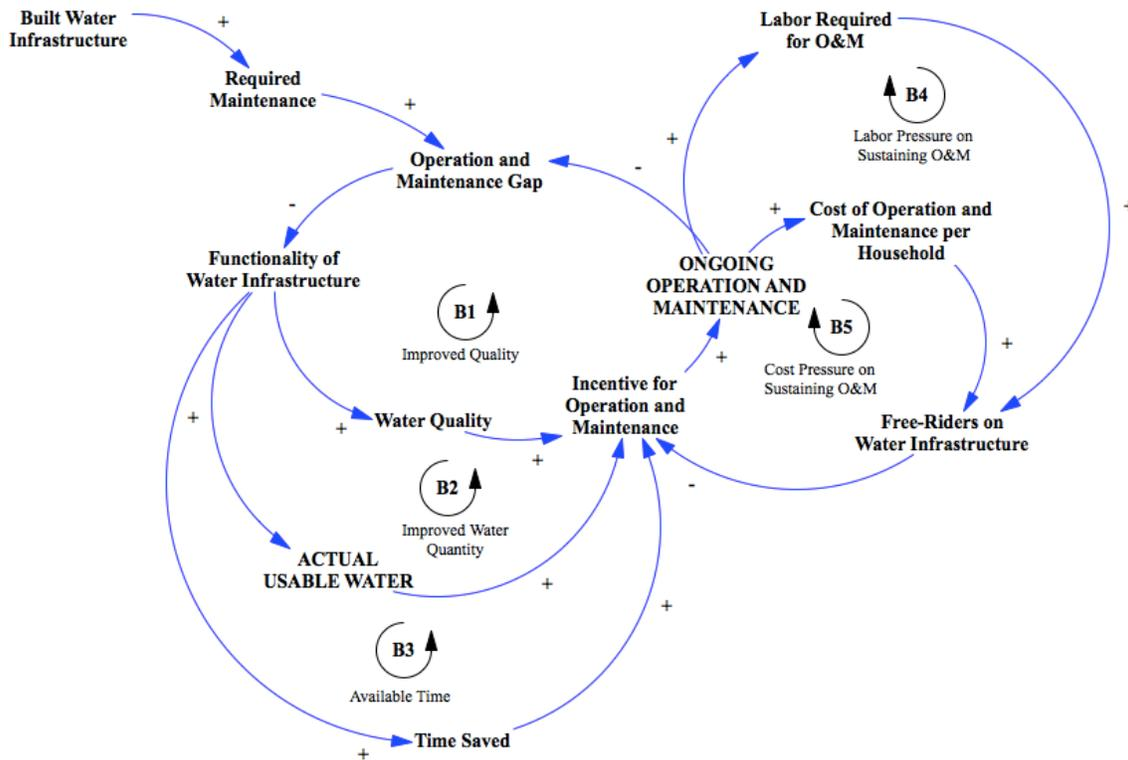 Built Water
Infrastructure
+
Required
Maintenance
+
Operation and
Maintenance Gap
-
-
Functionality of
Water Infrastructure
B1
Improved Quality
+
+
Water Quality
+
B2
Improved Water
Quantity
ACTUAL
USABLE WATER
+
B3
Available Time
+
Time Saved
+
Incentive for
Operation and
Maintenance
+
ONGOING
OPERATION AND
MAINTENANCE
+
Labor Required
for O&M
B4
Labor Pressure on
Sustaining O&M
+
+
Cost of Operation and
Maintenance per
Household
B5
Cost Pressure on
Sustaining O&M
+
Free-Riders on
Water Infrastructure
-